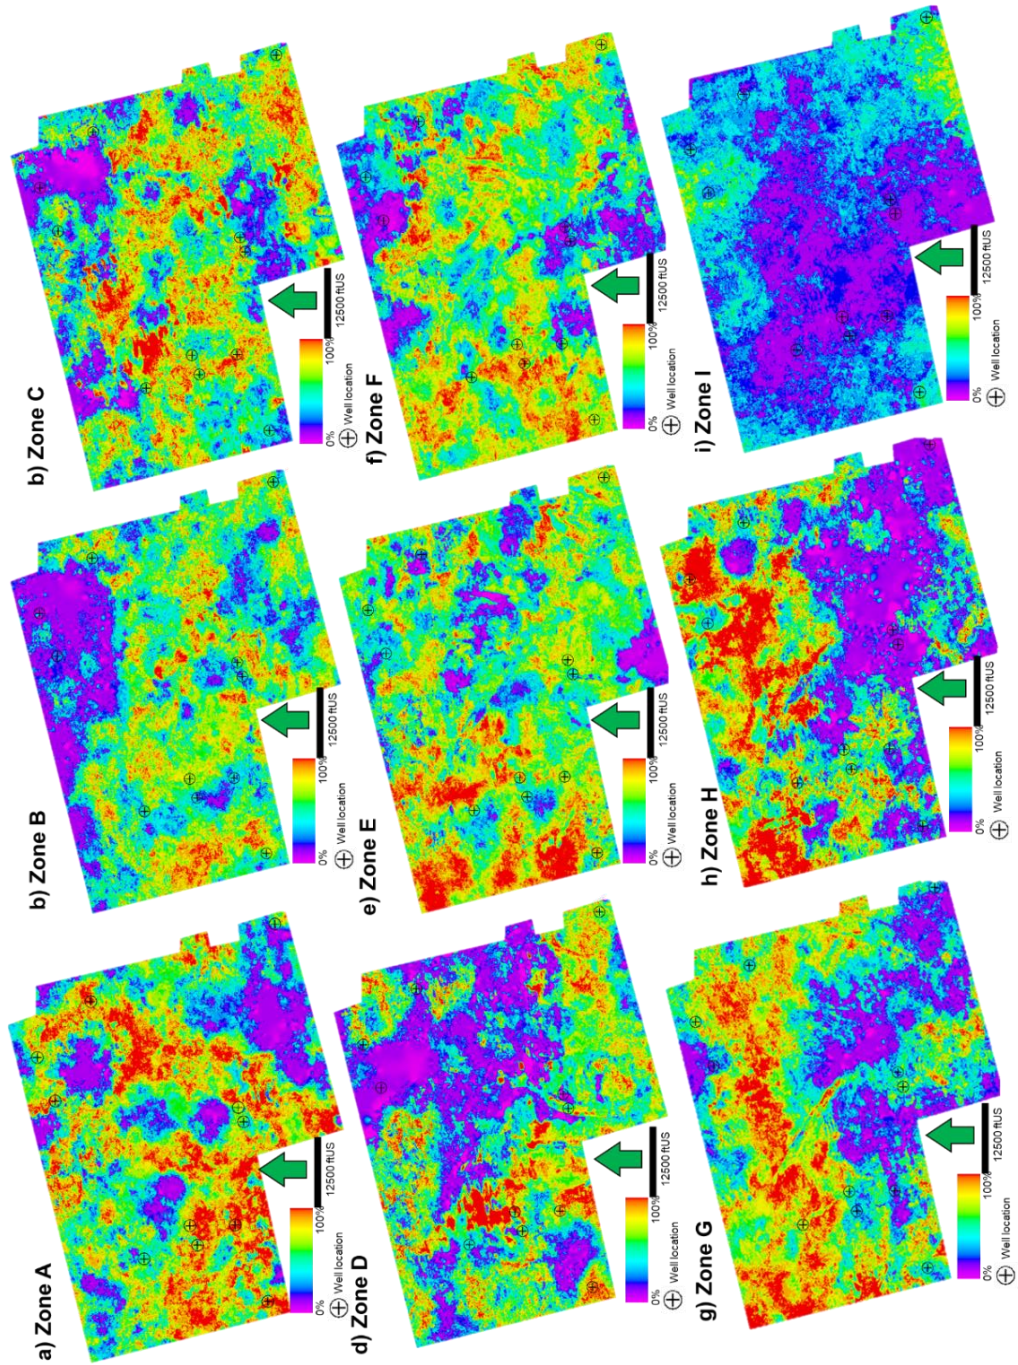 a) Zone A
0%
100%
Well location
12500 ftUS
b) Zone B
0%
100%
Well location
12500 ftUS
b) Zone C
0%
100%
Well location
12500 ftUS
d) Zone D
0%
100%
Well location
12500 ftUS
e) Zone E
0%
100%
Well location
12500 ftUS
f) Zone F
0%
100%
Well location
12500 ftUS
g) Zone G
0%
100%
Well location
12500 ftUS
h) Zone H
0%
100%
Well location
12500 ftUS
i) Zone I
0%
100%
Well location
12500 ftUS